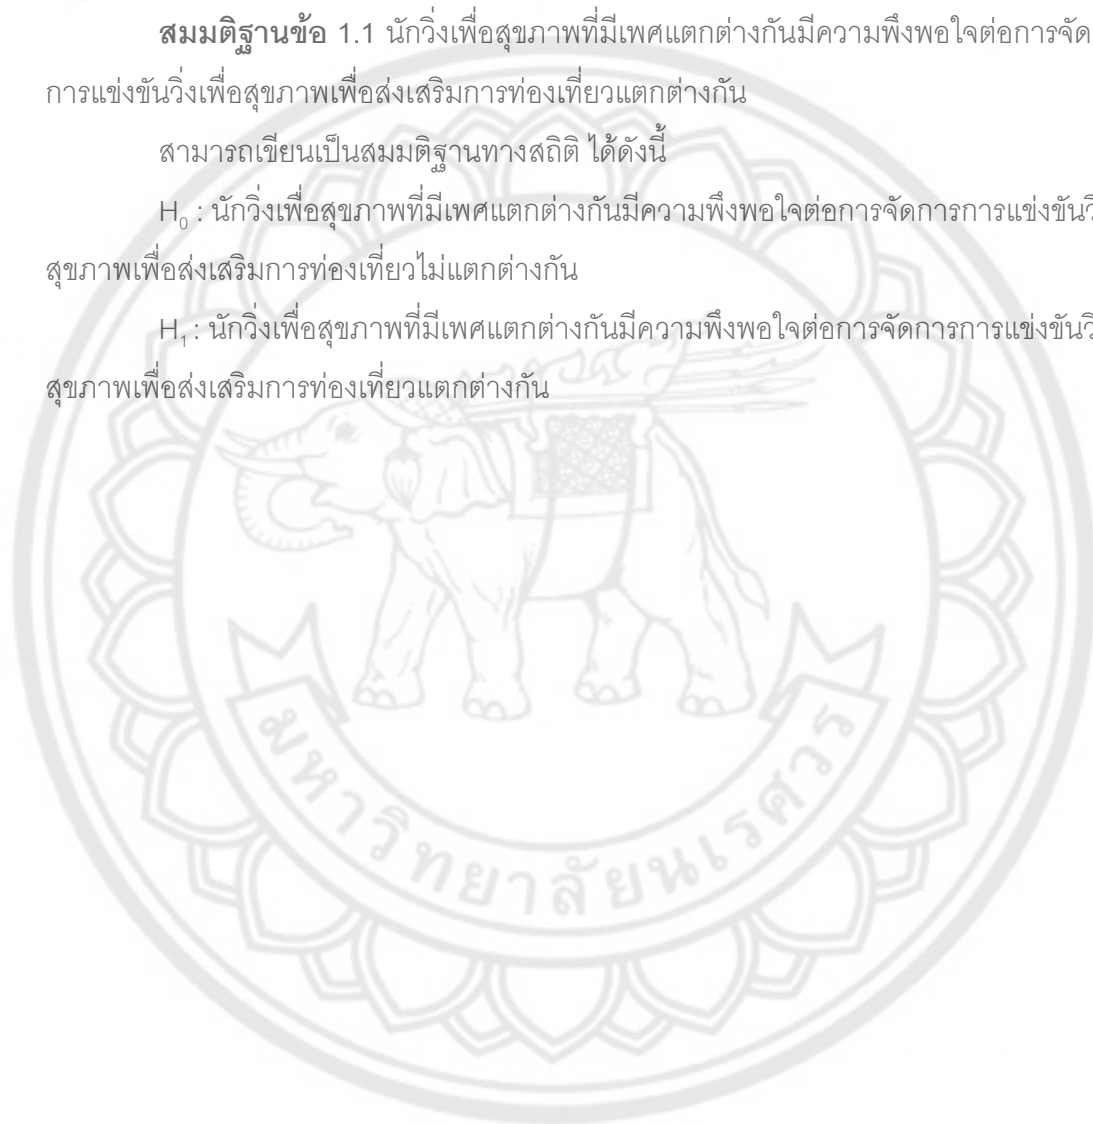 สมมติฐานข้อ 1.1 นักวิ่งเพื่อสุขภาพที่มีเพศแตกต่างกันมีความพึงพอใจต่อการจัด
การแข่งขันวิ่งเพื่อสุขภาพเพื่อส่งเสริมการท่องเที่ยวแตกต่างกัน
สามารถเขียนเป็นสมมติฐานทางสถิติ ได้ดังนี้
H₀ : นักวิ่งเพื่อสุขภาพที่มีเพศแตกต่างกันมีความพึงพอใจต่อการจัดการการแข่งขัน
สุขภาพเพื่อส่งเสริมการท่องเที่ยวไม่แตกต่างกัน
H₁ : นักวิ่งเพื่อสุขภาพที่มีเพศแตกต่างกันมีความพึงพอใจต่อการจัดการการแข่งขัน
สุขภาพเพื่อส่งเสริมการท่องเที่ยวแตกต่างกัน
มหาวิทยาลัยนเรศวร